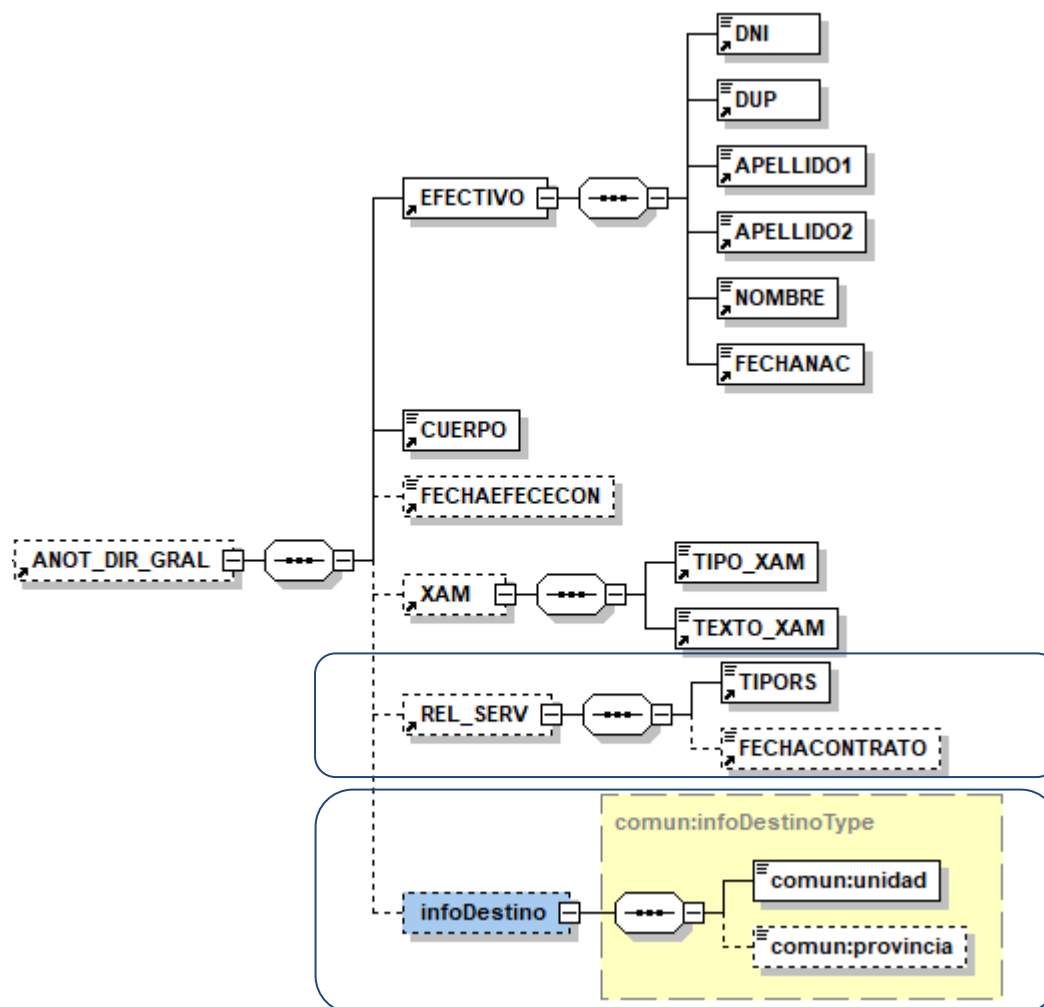 DNI
DUP
APELLIDO1
EFECTIVO
APELLIDO2
NOMBRE
FECHANAC
CUERPO
FECHAEFECECON
ANOT_DIR_GRAL
XAM
TIPO_XAM
TEXTO_XAM
REL_SERV
TIPORS
FECHACONTRATO
comun:infoDestinoType
infoDestino
comun:unidad
comun:provincia